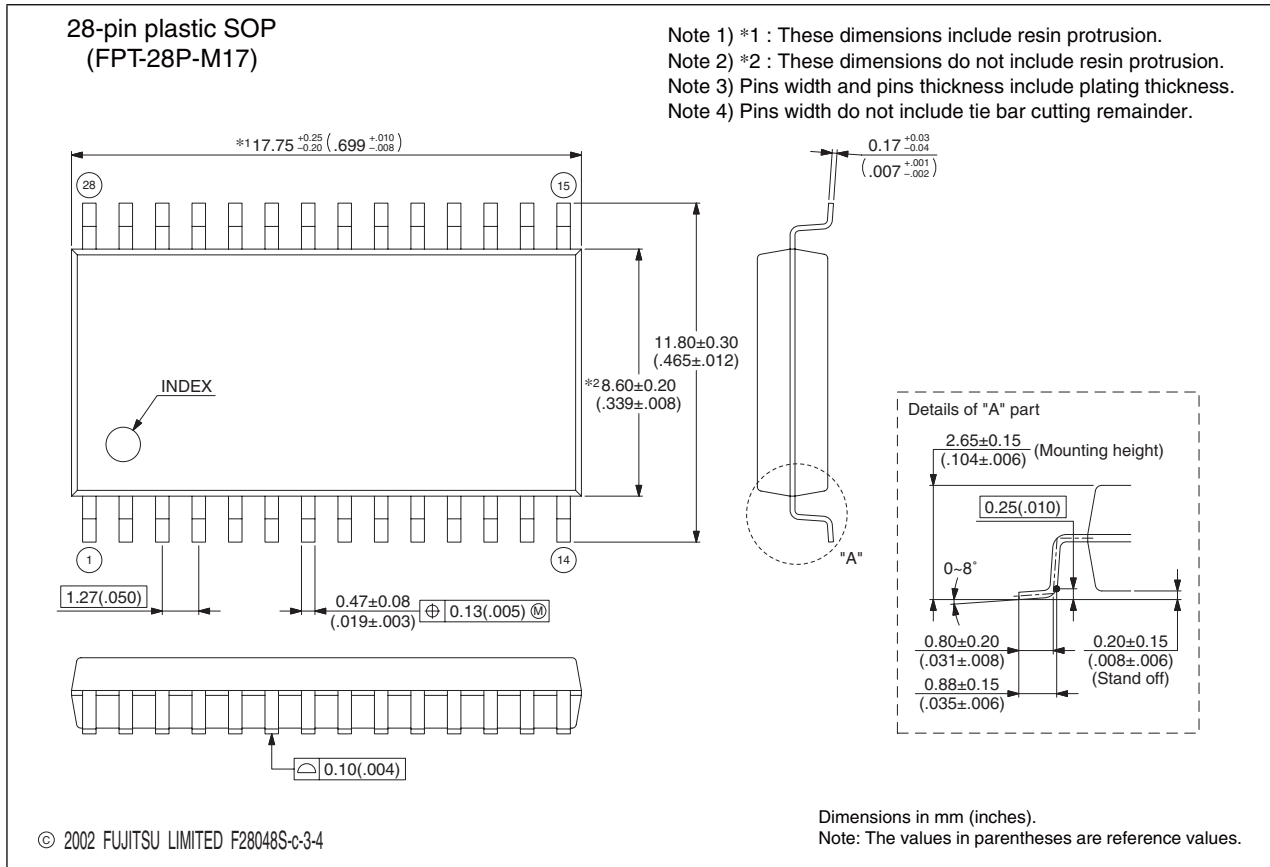 28-pin plastic SOP
(FPT-28P-M17)
Note 1) *1 : These dimensions include resin protrusion.
Note 2) *2 : These dimensions do not include resin protrusion.
Note 3) Pins width and pins thickness include plating thickness.
Note 4) Pins width do not include tie bar cutting remainder.
*1 17.75 +0.25 −0.20 (.699 +.010 −.008)
0.17 +0.03 −0.04
(.007 +.001 −.002)
28
15
11.80±0.30
(.465±.012)
*2 8.60±0.20
(.339±.008)
INDEX
1
14
"A"
1.27(.050)
0.47±0.08
(.019±.003)
⌖ 0.13(.005) Ⓜ
Details of "A" part
2.65±0.15
(.104±.006)
(Mounting height)
0.25(.010)
0~8°
0.80±0.20
(.031±.008)
0.88±0.15
(.035±.006)
0.20±0.15
(.008±.006)
(Stand off)
⌓ 0.10(.004)
© 2002 FUJITSU LIMITED F28048S-c-3-4
Dimensions in mm (inches).
Note: The values in parentheses are reference values.